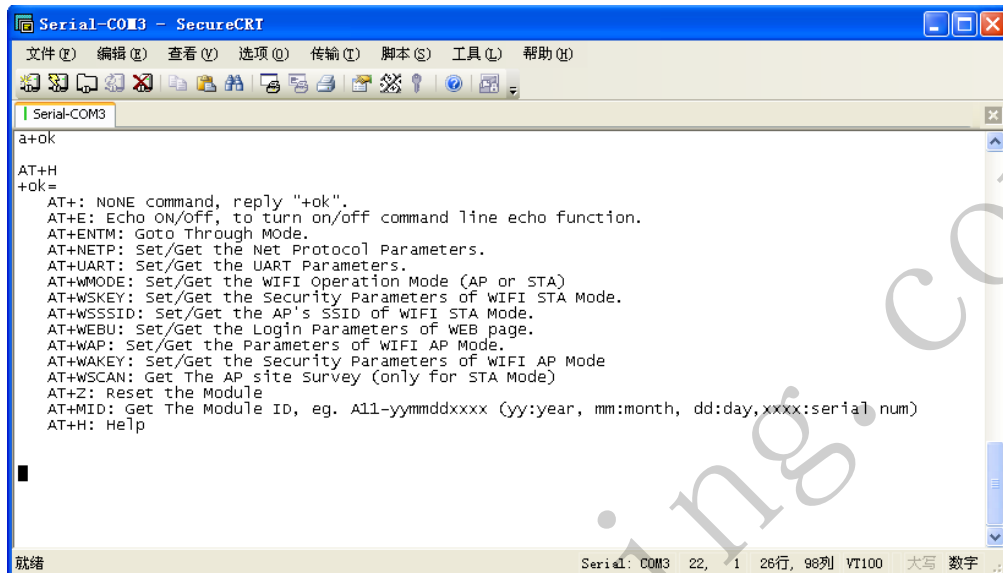 Serial-COM3 - SecureCRT
文件(F) 编辑(E) 查看(V) 选项(O) 传输(T) 脚本(S) 工具(L) 帮助(H)
Serial-COM3
a+ok
AT+H
+ok=
AT+: NONE command, reply "+ok".
AT+E: Echo ON/Off, to turn on/off command line echo function.
AT+ENTM: Goto Through MOde.
AT+NETP: Set/Get the Net Protocol Parameters.
AT+UART: Set/Get the UART Parameters.
AT+WMODE: Set/Get the WIFI Operation Mode (AP or STA)
AT+WSKEY: Set/Get the Security Parameters of WIFI STA Mode.
AT+WSSSID: Set/Get the AP's SSID of WIFI STA Mode.
AT+WEBU: Set/Get the Login Parameters of WEB page.
AT+WAP: Set/Get the Parameters of WIFI AP Mode.
AT+WAKEY: Set/Get the Security Parameters of WIFI AP Mode
AT+WSCAN: Get The AP site Survey (only for STA Mode)
AT+Z: Reset the Module
AT+MID: Get The Module ID, eg. A11-yymmddxxxx (yy:year, mm:month, dd:day,xxxx:serial num)
AT+H: Help
就绪 Serial: COM3 22, 1 26行, 98列 VT100 大写 数字